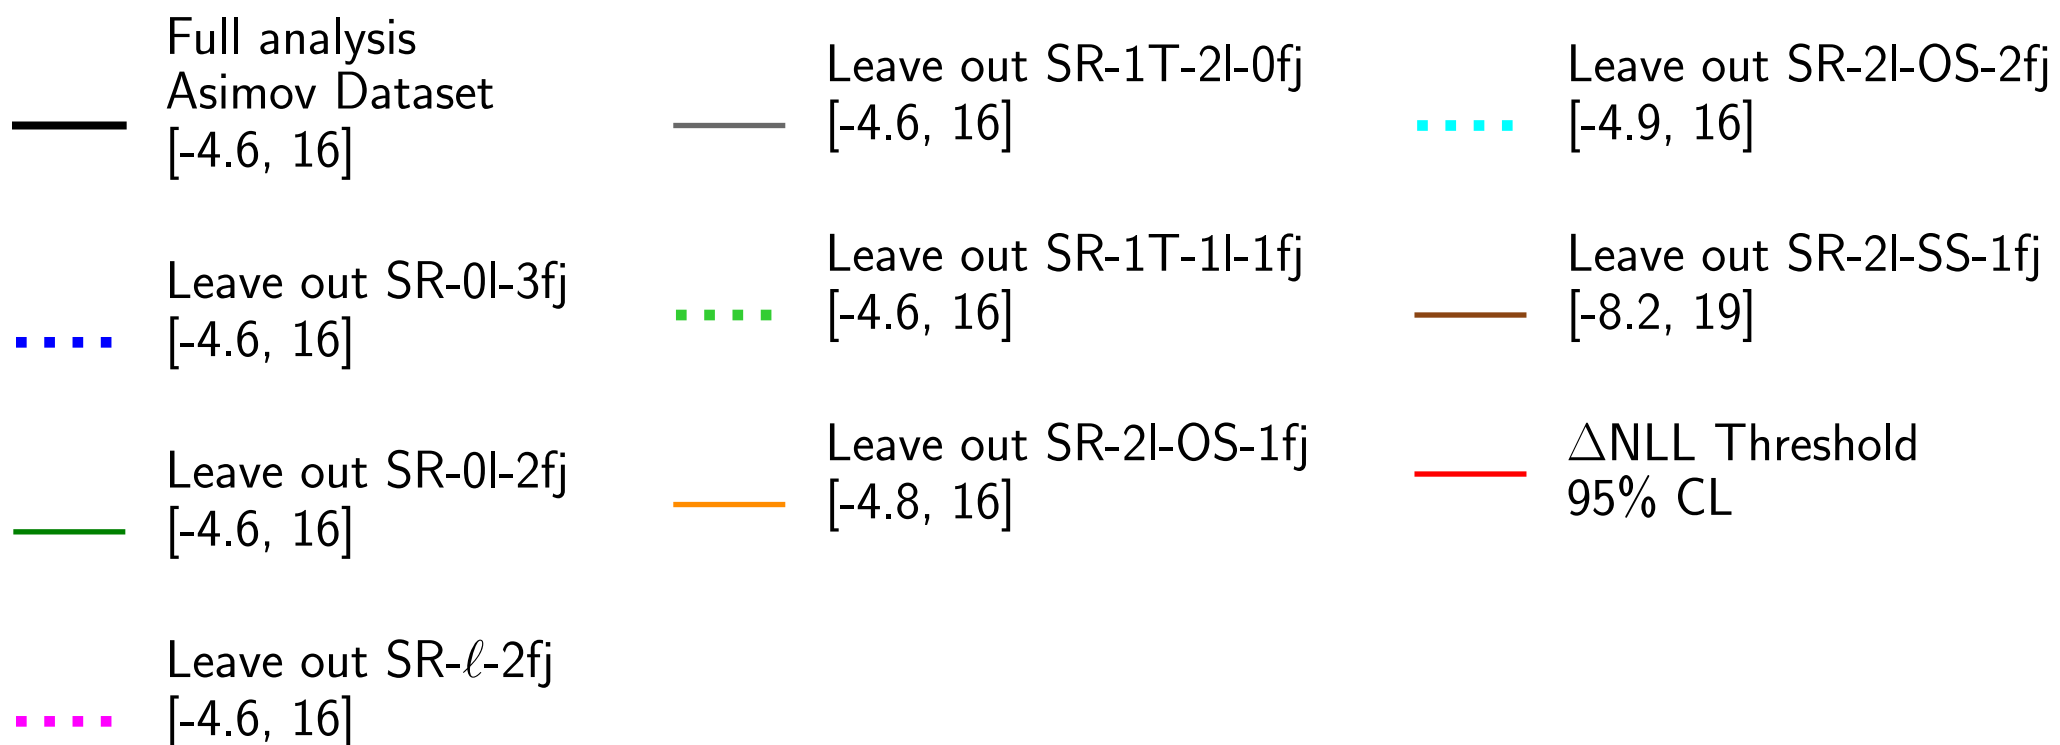 Full analysis
Asimov Dataset
[-4.6, 16]
Leave out SR-0l-3fj
[-4.6, 16]
Leave out SR-0l-2fj
[-4.6, 16]
Leave out SR-ℓ-2fj
[-4.6, 16]
Leave out SR-1T-2l-0fj
[-4.6, 16]
Leave out SR-1T-1l-1fj
[-4.6, 16]
Leave out SR-2l-OS-1fj
[-4.8, 16]
Leave out SR-2l-OS-2fj
[-4.9, 16]
Leave out SR-2l-SS-1fj
[-8.2, 19]
ΔNLL Threshold
95% CL